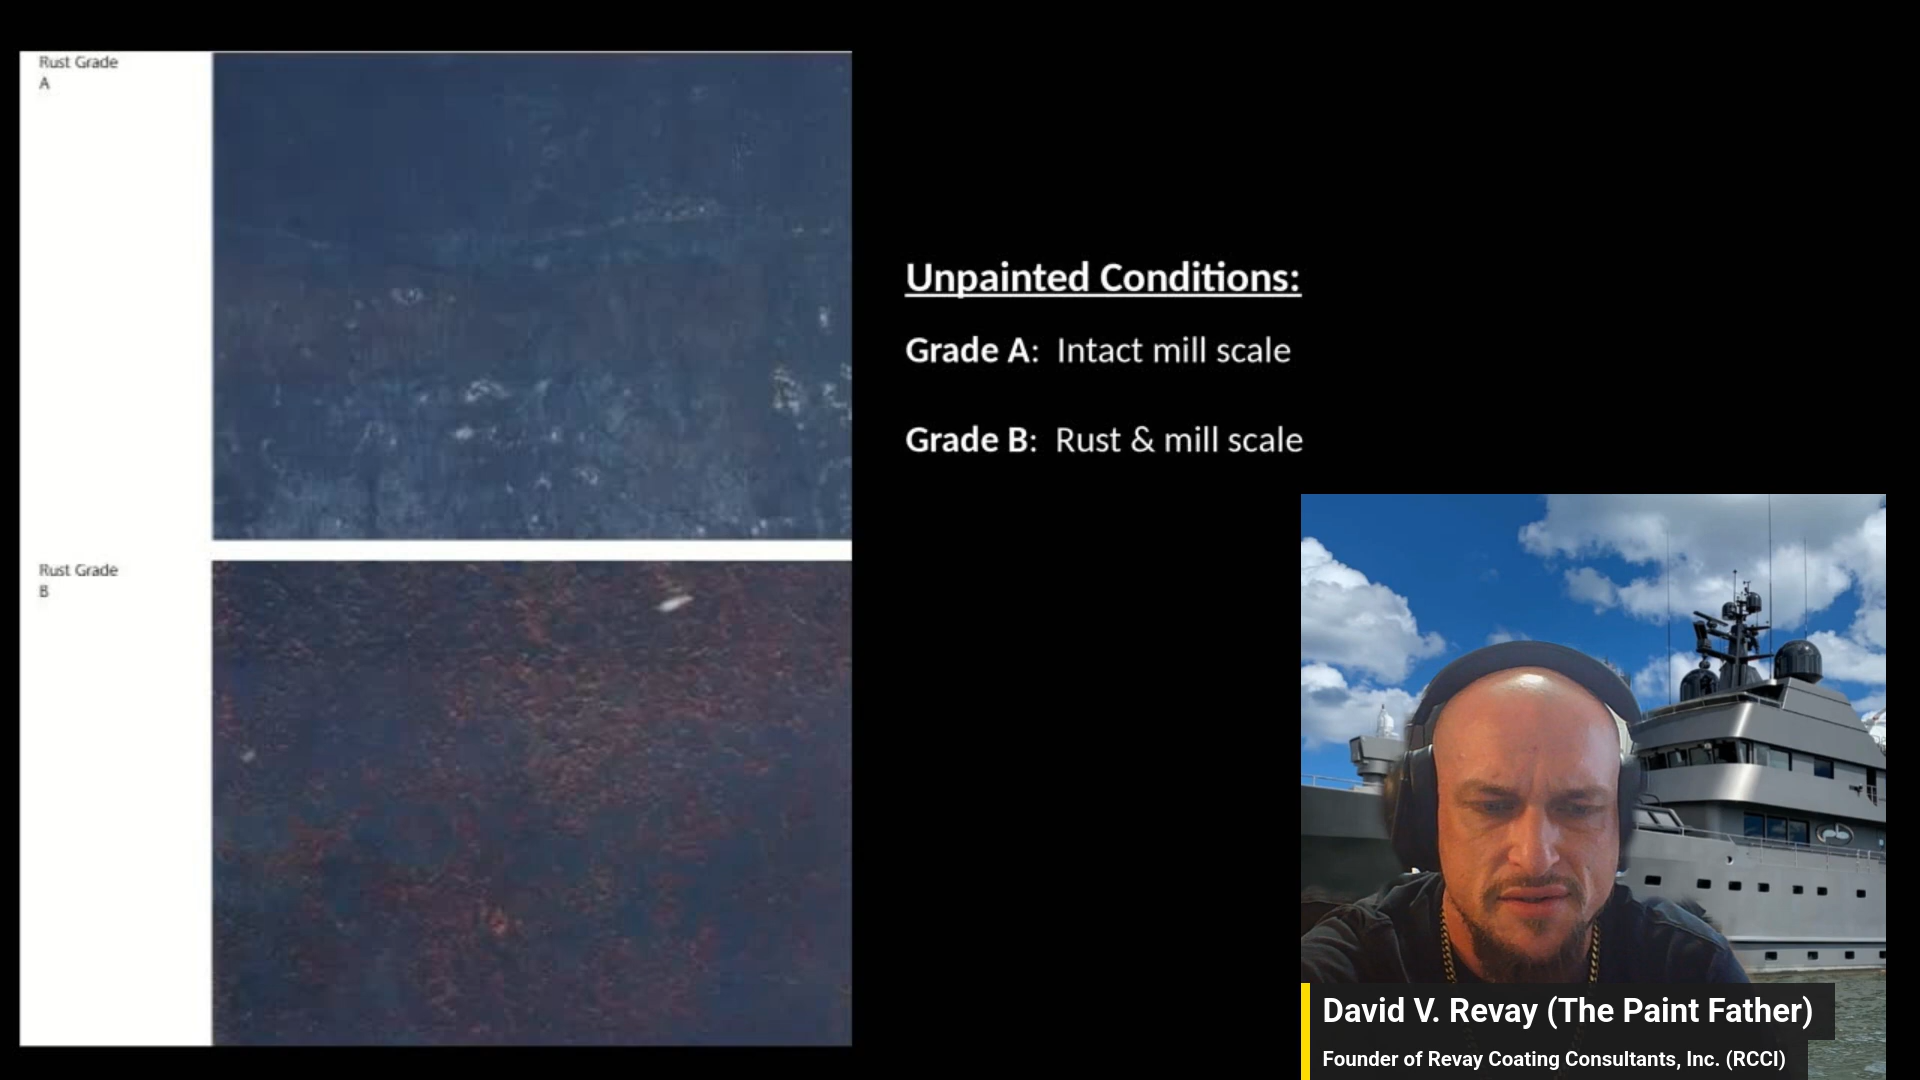 Rust Grade
A
Rust Grade
B
Unpainted Conditions:
Grade A:  Intact mill scale
Grade B:  Rust & mill scale
David V. Revay (The Paint Father)
Founder of Revay Coating Consultants, Inc. (RCCI)